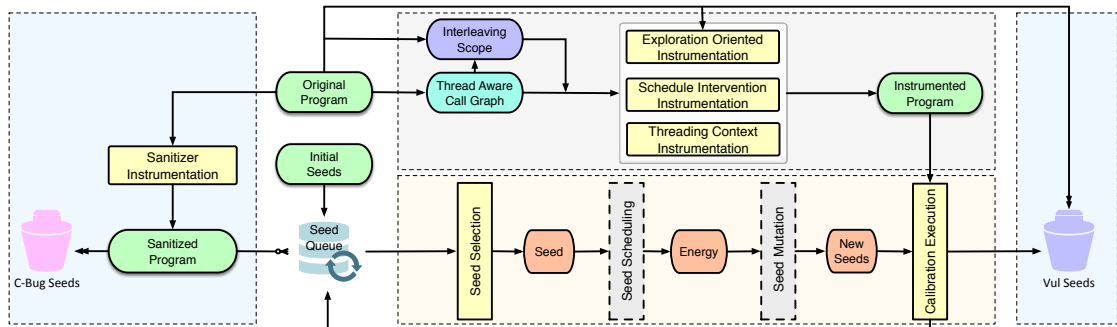 Interleaving
Scope
Exploration Oriented
Instrumentation
Original
Program
Thread Aware
Call Graph
Schedule Intervention
Instrumentation
Instrumented
Program
Threading Context
Instrumentation
Sanitizer
Instrumentation
Initial
Seeds
Sanitized
Program
C-Bug Seeds
Seed
Queue
Seed Selection
Seed
Seed Scheduling
Energy
Seed Mutation
New
Seeds
Calibration Execution
Vul Seeds